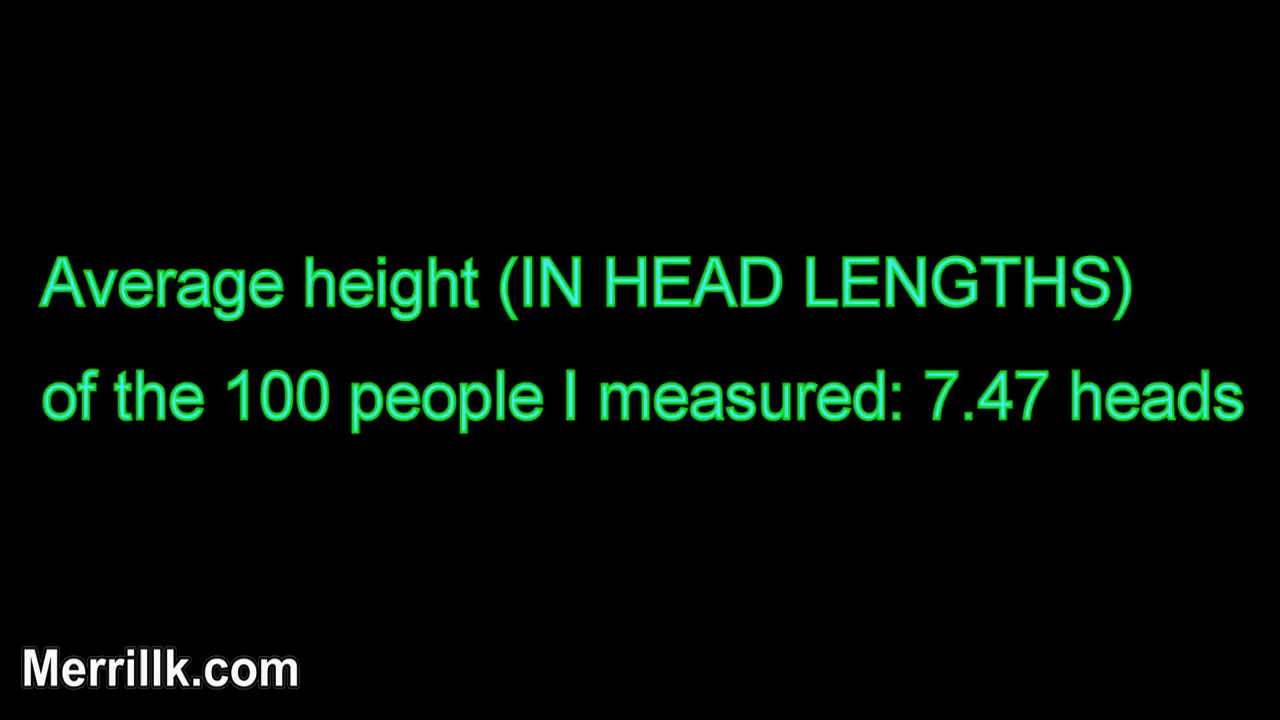 Average height (IN HEAD LENGTHS)
of the 100 people I measured: 7.47 heads
Merrillk.com